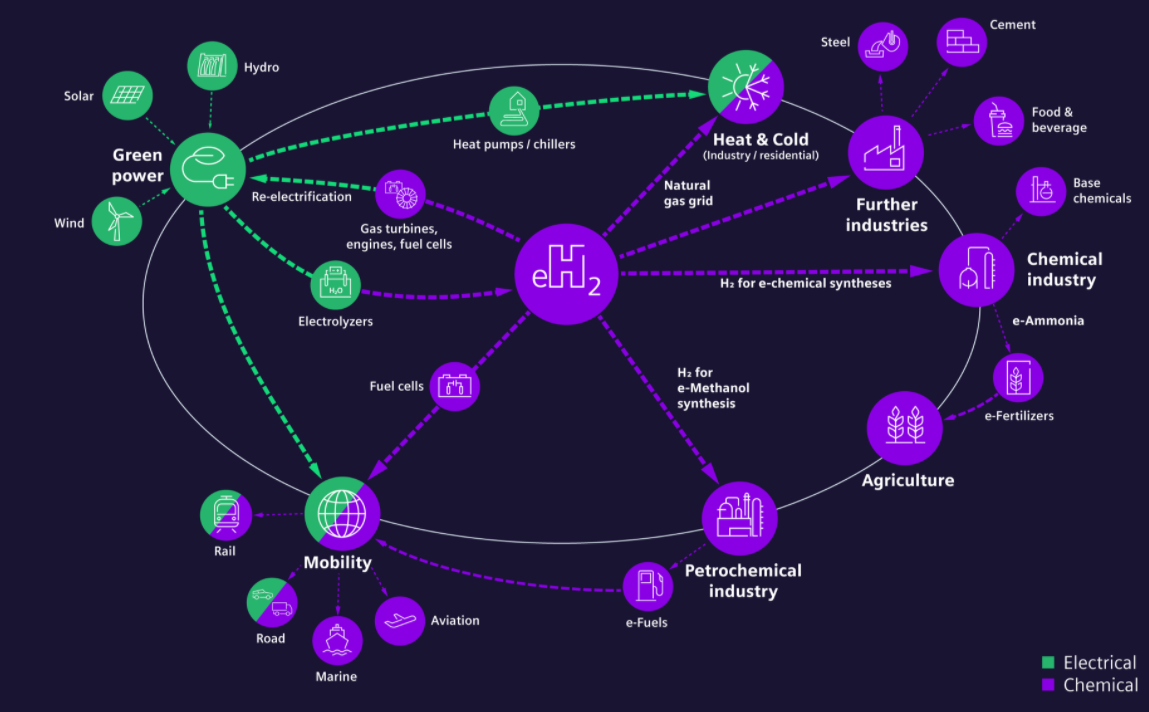 Steel
Cement
Hydro
Solar
Food &
beverage
Green
power
Heat pumps / chillers
Heat & Cold
(Industry / residential)
Natural
gas grid
Re-electrification
Wind
Gas turbines,
engines, fuel cells
Further
industries
Base
chemicals
Chemical
industry
eH2
H₂ for e-chemical syntheses
H₂O
Electrolyzers
e-Ammonia
Fuel cells
H₂ for
e-Methanol
synthesis
e-Fertilizers
Agriculture
Rail
Mobility
Petrochemical
industry
Road
Marine
Aviation
e-Fuels
Electrical
Chemical